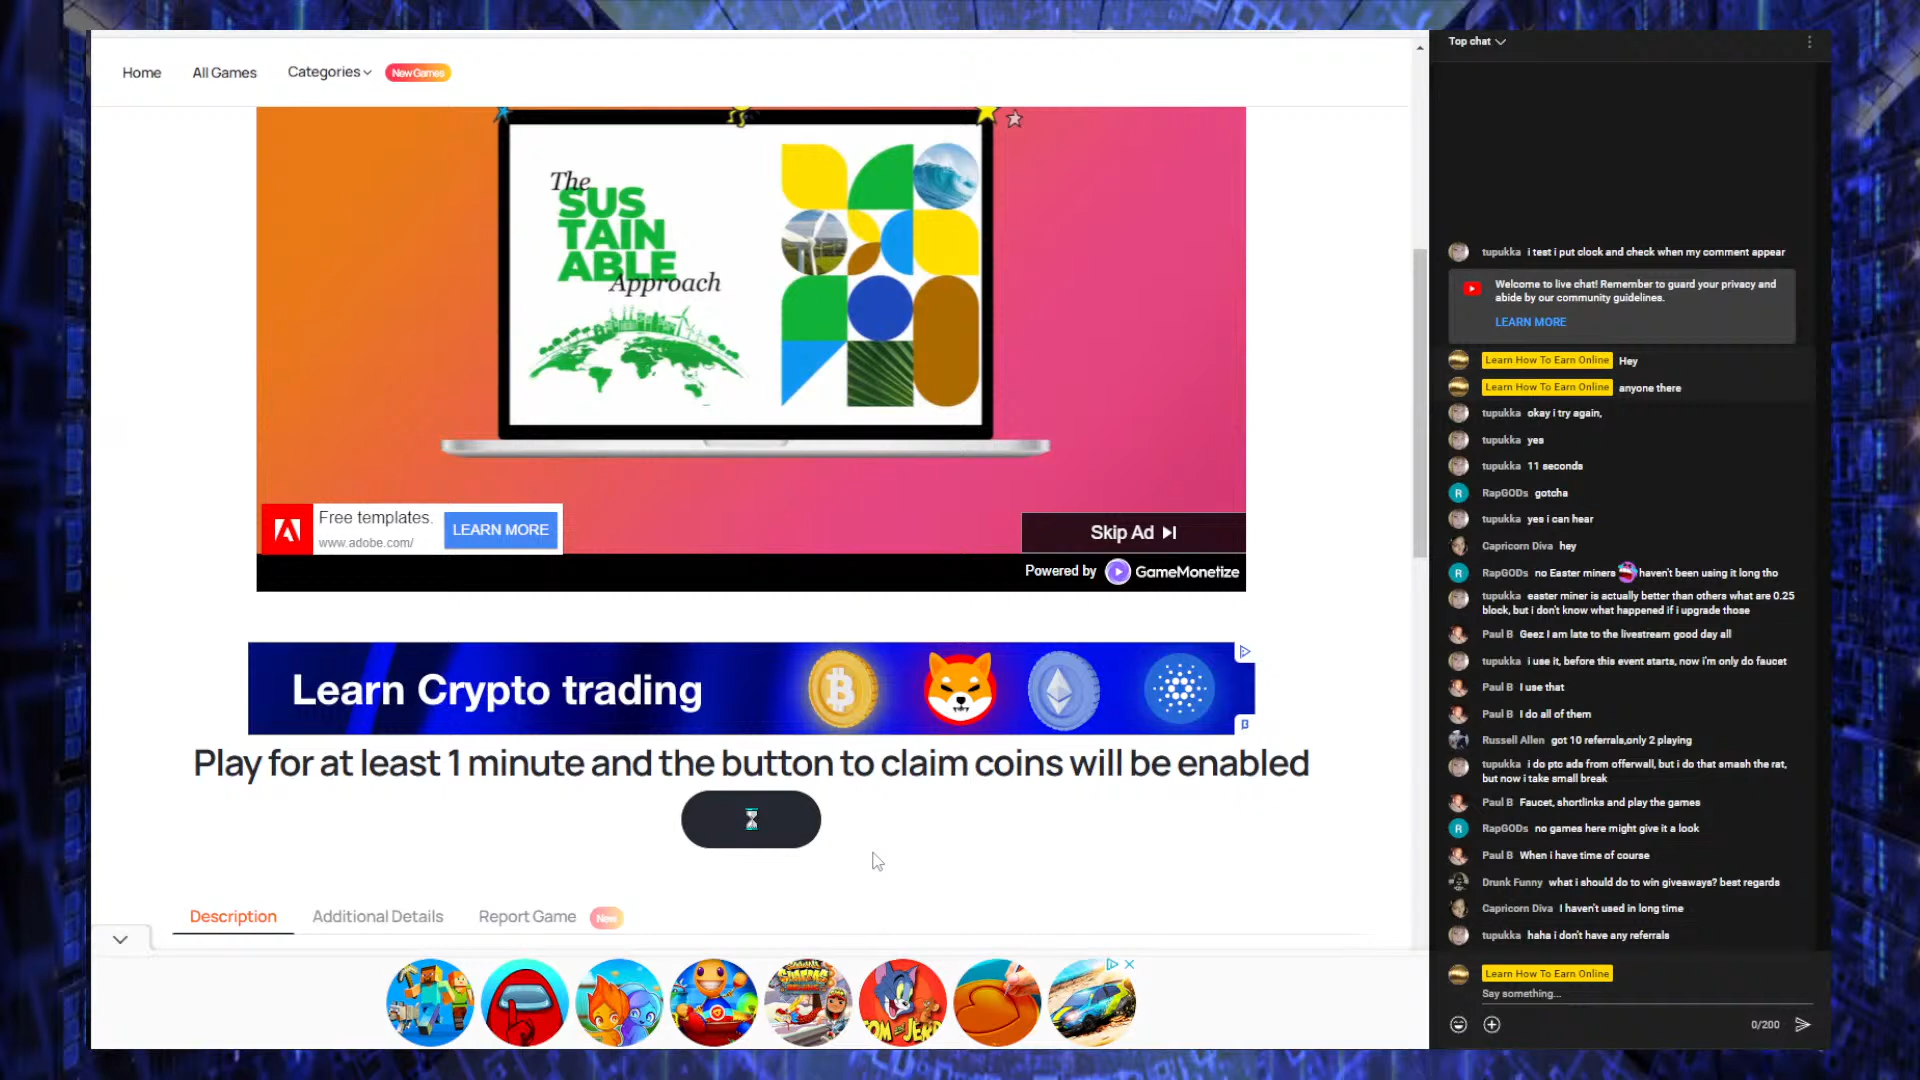 Home
All Games
Categories
New Games
The
SUS
TAIN
ABLE
Approach
Free templates.
www.adobe.com/
LEARN MORE
Skip Ad
Powered by GameMonetize
Learn Crypto trading
Play for at least 1 minute and the button to claim coins will be enabled
Description
Additional Details
Report Game
New
TOM AND JERRY
Top chat
tupukka i test i put clock and check when my comment appear
Welcome to live chat! Remember to guard your privacy and
abide by our community guidelines.
LEARN MORE
Learn How To Earn Online Hey
Learn How To Earn Online anyone there
tupukka okay i try again,
tupukka yes
tupukka 11 seconds
R RapGODs gotcha
tupukka yes i can hear
Capricorn Diva hey
R RapGODs no Easter miners haven't been using it long tho
tupukka easter miner is actually better than others what are 0.25
block, but i don't know what happened if i upgrade those
Paul B Geez I am late to the livestream good day all
tupukka i use it, before this event starts, now i'm only do faucet
Paul B I use that
Paul B I do all of them
Russell Allen got 10 referrals,only 2 playing
tupukka i do ptc ads from offerwall, but i do that smash the rat,
but now i take small break
Paul B Faucet, shortlinks and play the games
R RapGODs no games here might give it a look
Paul B When i have time of course
Drunk Funny what i should do to win giveaways? best regards
Capricorn Diva I haven't used in long time
tupukka haha i don't have any referrals
Learn How To Earn Online
Say something...
0/200